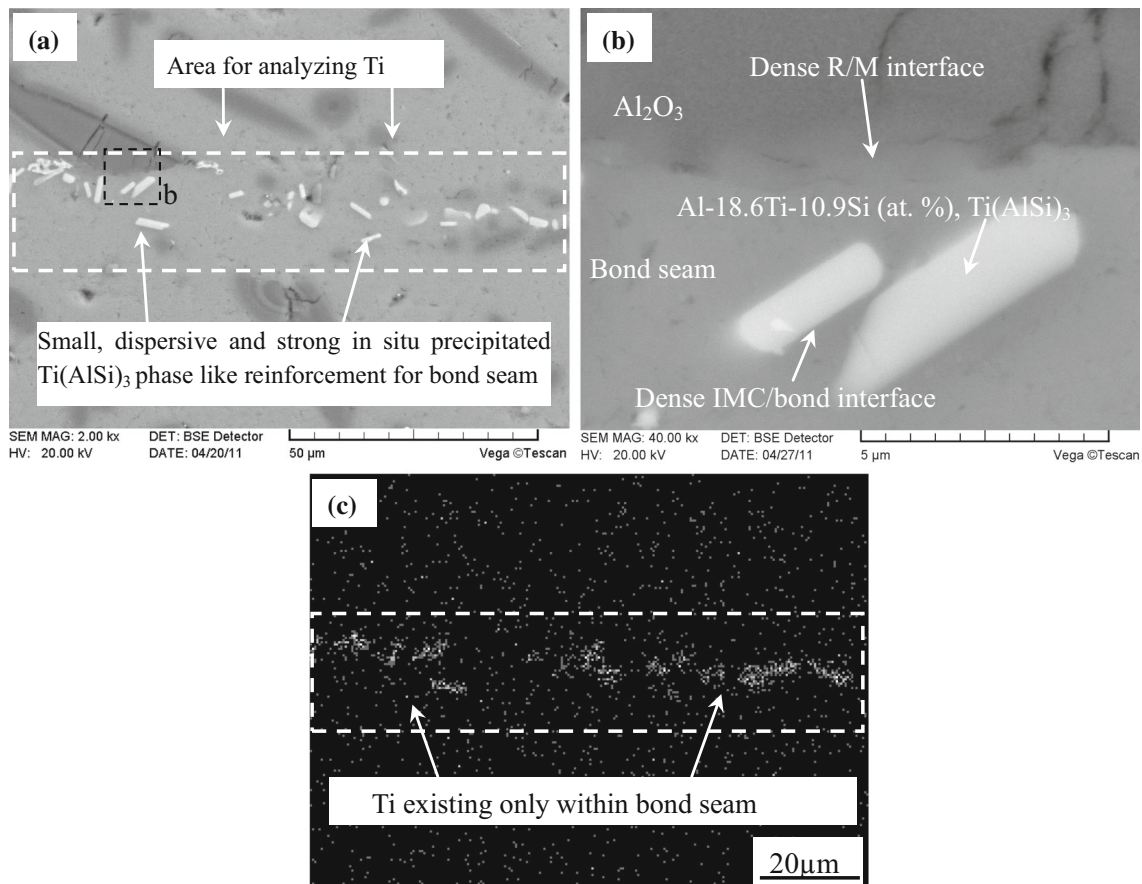 (a)
Area for analyzing Ti
b
Small, dispersive and strong in situ precipitated
Ti(AlSi)₃ phase like reinforcement for bond seam
SEM MAG: 2.00 kx DET: BSE Detector
HV: 20.00 kV DATE: 04/20/11 50 µm Vega ©Tescan
(b)
Dense R/M interface
Al₂O₃
Al-18.6Ti-10.9Si (at. %), Ti(AlSi)₃
Bond seam
Dense IMC/bond interface
SEM MAG: 40.00 kx DET: BSE Detector
HV: 20.00 kV DATE: 04/27/11 5 µm Vega ©Tescan
(c)
Ti existing only within bond seam
20µm